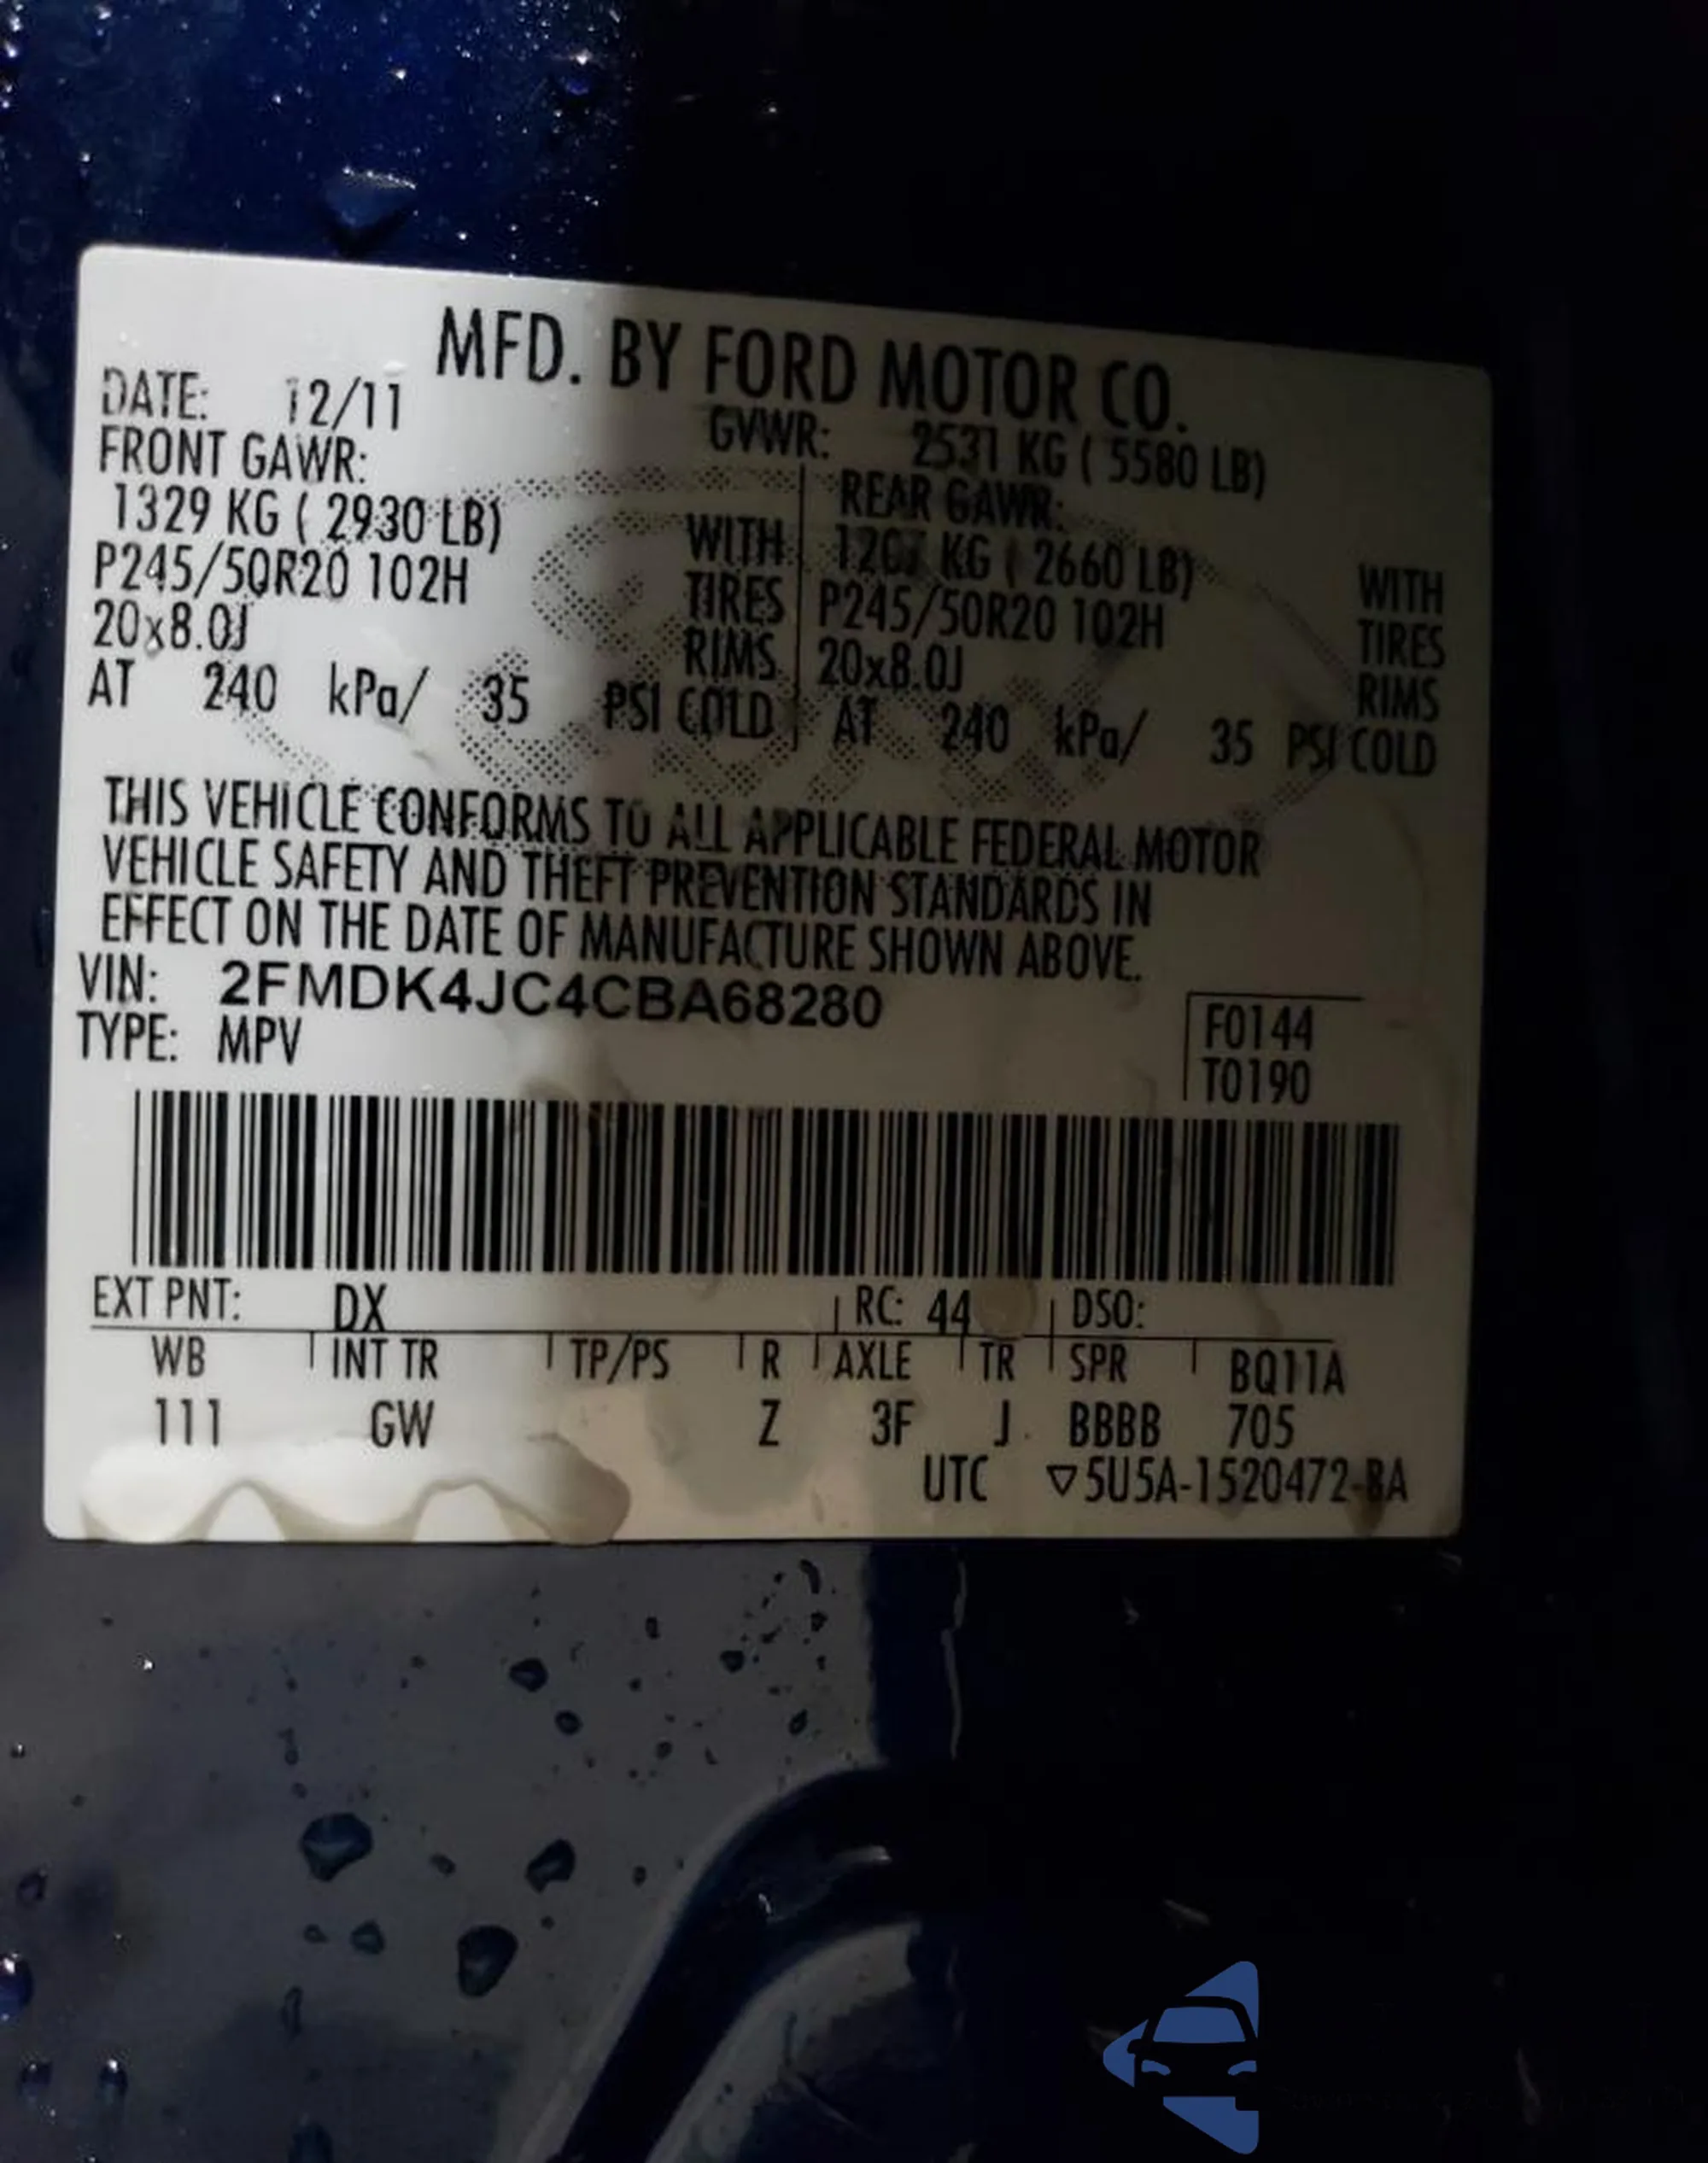 MFD. BY FORD MOTOR CO.
DATE: 12/11
GVWR: 2531 KG ( 5580 LB)
FRONT GAWR:
1329 KG ( 2930 LB) WITH
P245/50R20 102H TIRES
20x8.0J RIMS
AT 240 kPa/ 35 PSI COLD
REAR GAWR:
1207 KG ( 2660 LB) WITH
P245/50R20 102H TIRES
20x8.0J RIMS
AT 240 kPa/ 35 PSI COLD
THIS VEHICLE CONFORMS TO ALL APPLICABLE FEDERAL MOTOR
VEHICLE SAFETY AND THEFT PREVENTION STANDARDS IN
EFFECT ON THE DATE OF MANUFACTURE SHOWN ABOVE.
VIN: 2FMDK4JC4CBA68280
TYPE: MPV
F0144
T0190
EXT PNT: DX RC: 44 DSO:
WB INT TR TP/PS R AXLE TR SPR BQ11A
111 GW Z 3F J BBBB 705
UTC ▽5U5A-1520472-BA